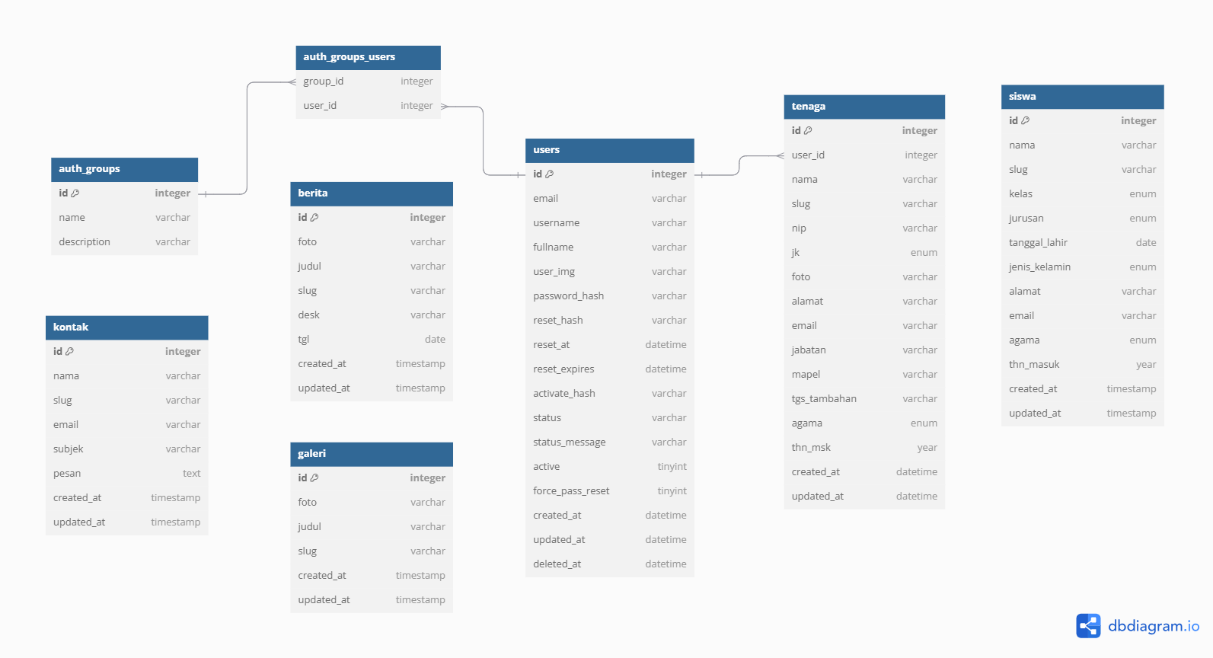 auth_groups_users
group_id integer
user_id integer
auth_groups
id integer
name varchar
description varchar
kontak
id integer
nama varchar
slug varchar
email varchar
subjek varchar
pesan text
created_at timestamp
updated_at timestamp
berita
id integer
foto varchar
judul varchar
slug varchar
desk varchar
tgl date
created_at timestamp
updated_at timestamp
galeri
id integer
foto varchar
judul varchar
slug varchar
created_at timestamp
updated_at timestamp
users
id integer
email varchar
username varchar
fullname varchar
user_img varchar
password_hash varchar
reset_hash varchar
reset_at datetime
reset_expires datetime
activate_hash varchar
status varchar
status_message varchar
active tinyint
force_pass_reset tinyint
created_at datetime
updated_at datetime
deleted_at datetime
tenaga
id integer
user_id integer
nama varchar
slug varchar
nip varchar
jk enum
foto varchar
alamat varchar
email varchar
jabatan varchar
mapel varchar
tgs_tambahan varchar
agama enum
thn_msk year
created_at datetime
updated_at datetime
siswa
id integer
nama varchar
slug varchar
kelas enum
jurusan enum
tanggal_lahir date
jenis_kelamin enum
alamat varchar
email varchar
agama enum
thn_masuk year
created_at timestamp
updated_at timestamp
dbdiagram.io